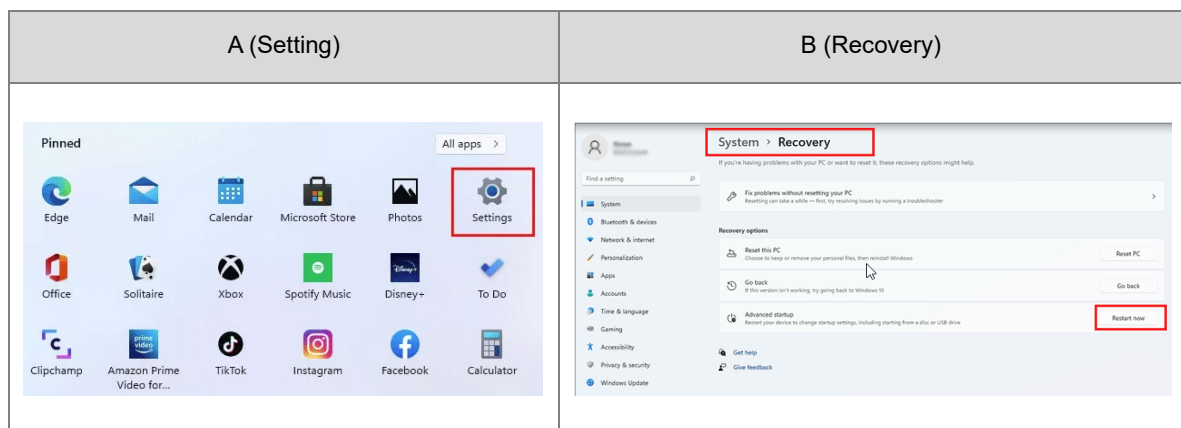 A (Setting)
B (Recovery)
Pinned
All apps >
Edge
Mail
Calendar
Microsoft Store
Photos
Settings
Office
Solitaire
Xbox
Spotify Music
Disney+
To Do
Clipchamp
Amazon Prime
Video for...
TikTok
Instagram
Facebook
Calculator
prime
video
Disney+
System > Recovery
If you're having problems with your PC or want to reset it, these recovery options might help.
Find a setting
System
Bluetooth & devices
Network & internet
Personalization
Apps
Accounts
Time & language
Gaming
Accessibility
Privacy & security
Windows Update
Fix problems without resetting your PC
Resetting can take a while — first, try resolving issues by running a troubleshooter
Recovery options
Reset this PC
Choose to keep or remove your personal files, then reinstall Windows
Reset PC
Go back
If this version isn't working, try going back to Windows 10
Go back
Advanced startup
Restart your device to change startup settings, including starting from a disc or USB drive
Restart now
Get help
Give feedback